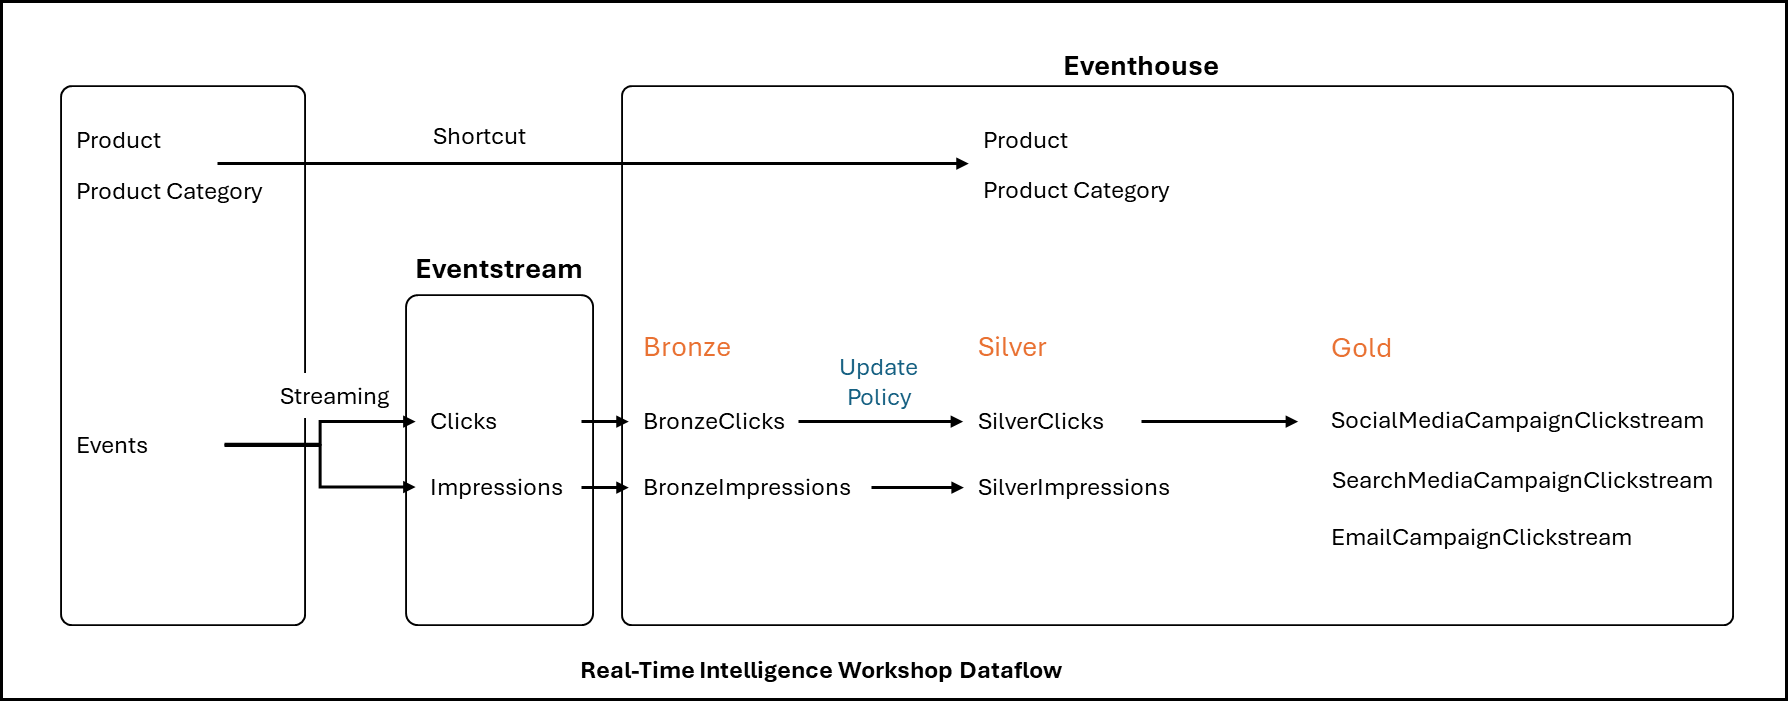 Eventhouse
Product
Shortcut
Product
Product Category
Product Category
Eventstream
Bronze
Silver
Gold
Update
Policy
Streaming
Clicks
BronzeClicks
SilverClicks
SocialMediaCampaignClickstream
Events
Impressions
BronzeImpressions
SilverImpressions
SearchMediaCampaignClickstream
EmailCampaignClickstream
Real-Time Intelligence Workshop Dataflow